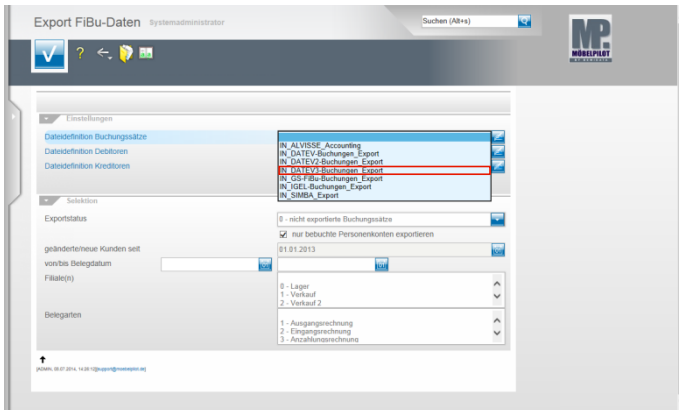 Export FiBu-Daten Systemadministrator
Suchen (Alt+s)
MP.
MÖBELPILOT
?
Einstellungen
Dateidefinition Buchungssätze
Dateidefinition Debitoren
Dateidefinition Kreditoren
IN_ALVISSE_Accounting
IN_DATEV-Buchungen_Export
IN_DATEV2-Buchungen_Export
IN_DATEV3-Buchungen_Export
IN_GS-FiBu-Buchungen_Export
IN_IGEL-Buchungen_Export
IN_SIMBA_Export
Selektion
Exportstatus
0 - nicht exportierte Buchungssätze
nur bebuchte Personenkonten exportieren
geänderte/neue Kunden seit
01.01.2013
von/bis Belegdatum
Filiale(n)
0 - Lager
1 - Verkauf
2 - Verkauf 2
Belegarten
1 - Ausgangsrechnung
2 - Eingangsrechnung
3 - Anzahlungsrechnung